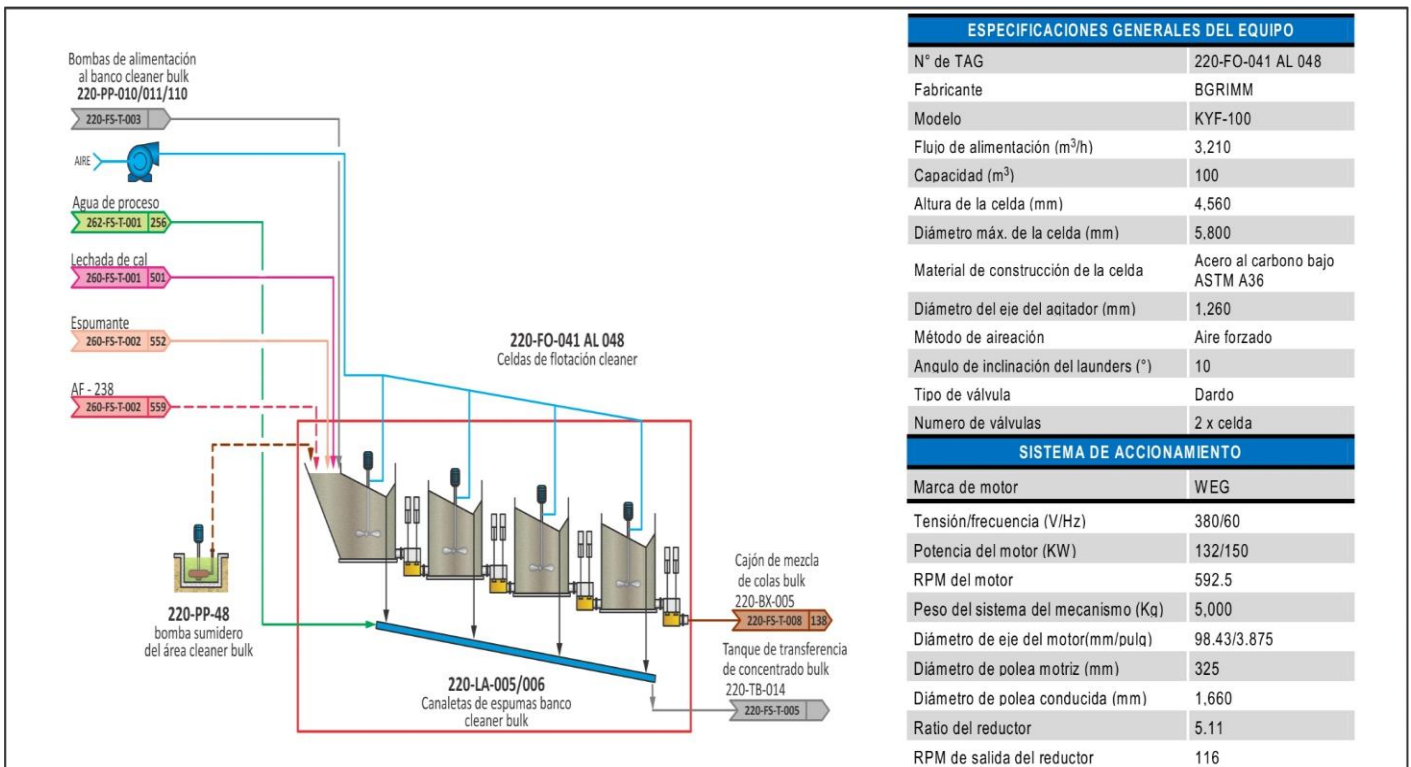 Bombas de alimentación
al banco cleaner bulk
220-PP-010/011/110
220-FS-T-003
AIRE
Agua de proceso
262-FS-T-001 256
Lechada de cal
260-FS-T-001 501
Espumante
260-FS-T-002 552
AF - 238
260-FS-T-002 559
220-FO-041 AL 048
Celdas de flotación cleaner
220-PP-48
bomba sumidero
del área cleaner bulk
220-LA-005/006
Canaletas de espumas banco
cleaner bulk
Cajón de mezcla
de colas bulk
220-BX-005
220-FS-T-008 138
Tanque de transferencia
de concentrado bulk
220-TB-014
220-FS-T-005
ESPECIFICACIONES GENERALES DEL EQUIPO
N° de TAG 220-FO-041 AL 048
Fabricante BGRIMM
Modelo KYF-100
Flujo de alimentación (m³/h) 3,210
Capacidad (m³) 100
Altura de la celda (mm) 4,560
Diámetro máx. de la celda (mm) 5,800
Material de construcción de la celda Acero al carbono bajo
ASTM A36
Diámetro del eje del agitador (mm) 1,260
Método de aireación Aire forzado
Angulo de inclinación del launders (°) 10
Tipo de válvula Dardo
Numero de válvulas 2 x celda
SISTEMA DE ACCIONAMIENTO
Marca de motor WEG
Tensión/frecuencia (V/Hz) 380/60
Potencia del motor (KW) 132/150
RPM del motor 592.5
Peso del sistema del mecanismo (Kg) 5,000
Diámetro de eje del motor(mm/pulg) 98.43/3.875
Diámetro de polea motriz (mm) 325
Diámetro de polea conducida (mm) 1,660
Ratio del reductor 5.11
RPM de salida del reductor 116